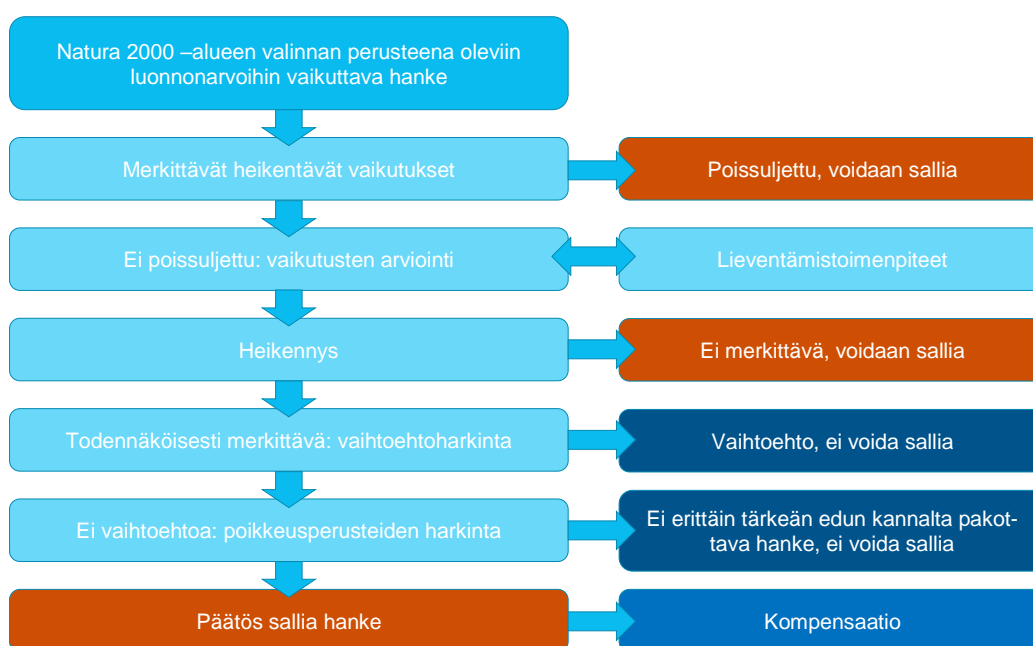 Natura 2000 –alueen valinnan perusteena oleviin
luonnonarvoihin vaikuttava hanke
Merkittävät heikentävät vaikutukset
Poissuljettu, voidaan sallia
Ei poissuljettu: vaikutusten arviointi
Lieventämistoimenpiteet
Heikennys
Ei merkittävä, voidaan sallia
Todennäköisesti merkittävä: vaihtoehtoharkinta
Vaihtoehto, ei voida sallia
Ei vaihtoehtoa: poikkeusperusteiden harkinta
Ei erittäin tärkeän edun kannalta pakot-
tava hanke, ei voida sallia
Päätös sallia hanke
Kompensaatio